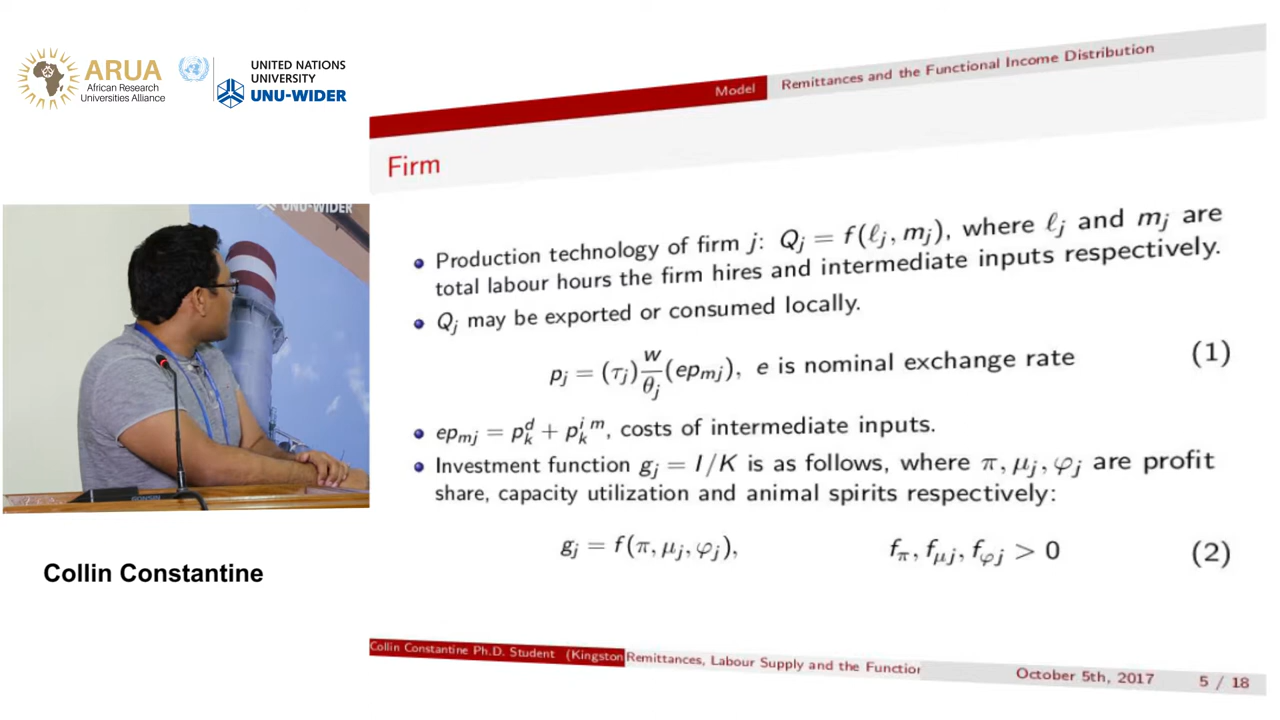 ARUA
African Research
Universities Alliance
UNITED NATIONS
UNIVERSITY
UNU-WIDER
Model Remittances and the Functional Income Distribution
Firm
Production technology of firm j: Q_j = f(ℓ_j, m_j), where ℓ_j and m_j are
total labour hours the firm hires and intermediate inputs respectively.
Q_j may be exported or consumed locally.
p_j = (τ_j) w/θ_j (ep_mj), e is nominal exchange rate (1)
ep_mj = p_k^d + p_k^im, costs of intermediate inputs.
Investment function g_j = I/K is as follows, where π, μ_j, φ_j are profit
share, capacity utilization and animal spirits respectively:
g_j = f(π, μ_j, φ_j), f_π, f_μj, f_φj > 0 (2)
UNU-WIDER
Collin Constantine
Collin Constantine Ph.D. Student (Kingston Remittances, Labour Supply and the Function October 5th, 2017 5 / 18